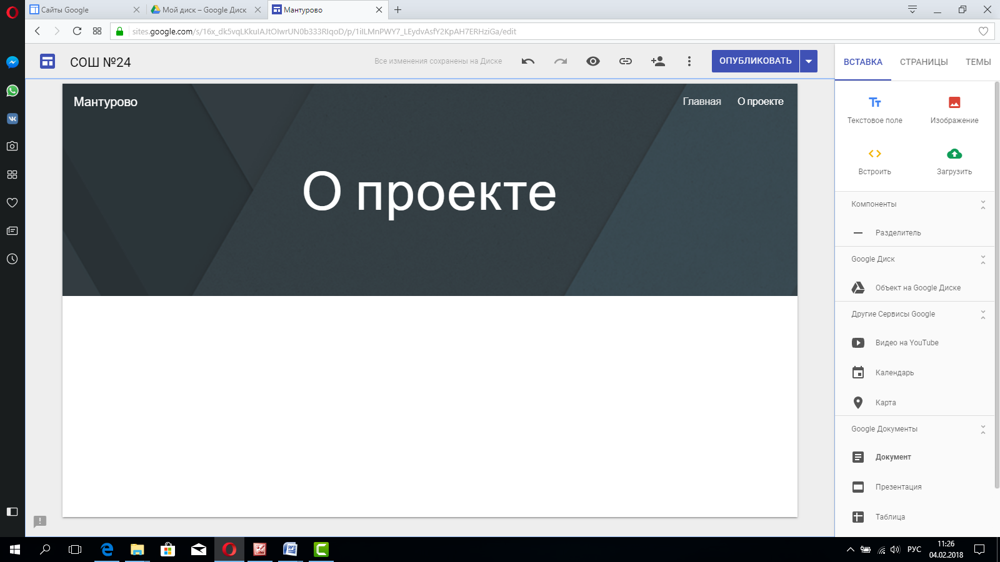 Сайты Google
Мой диск – Google Диск
Мантурово
sites.google.com/s/16x_dk5vqLKkuIAJtOIwrUN0b333RIqoD/p/1iILMnPWY7_LEydvAsfY2KpAH7ERHziGa/edit
СОШ №24
Все изменения сохранены на Диске
ОПУБЛИКОВАТЬ
ВСТАВКА
СТРАНИЦЫ
ТЕМЫ
Мантурово
Главная
О проекте
О проекте
Текстовое поле
Изображение
Встроить
Загрузить
Компоненты
Разделитель
Google Диск
Объект на Google Диске
Другие Сервисы Google
Видео на YouTube
Календарь
Карта
Google Документы
Документ
Презентация
Таблица
РУС
11:26
04.02.2018